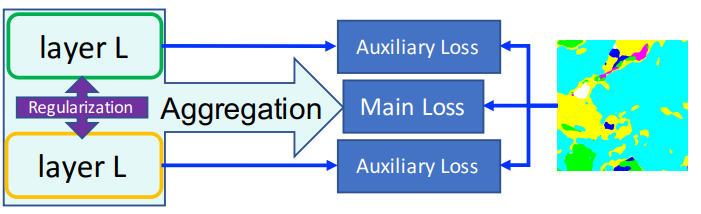 layer L
Auxiliary Loss
Regularization
Aggregation
Main Loss
layer L
Auxiliary Loss